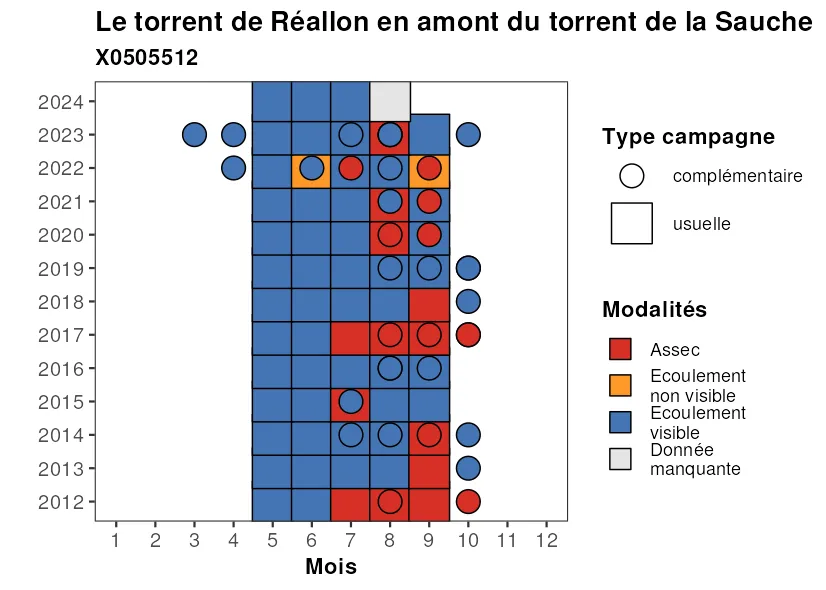 Le torrent de Réallon en amont du torrent de la Sauche
X0505512
2024
2023
2022
2021
2020
2019
2018
2017
2016
2015
2014
2013
2012
1 2 3 4 5 6 7 8 9 10 11 12
Mois
Type campagne
complémentaire
usuelle
Modalités
Assec
Ecoulement
non visible
Ecoulement
visible
Donnée
manquante